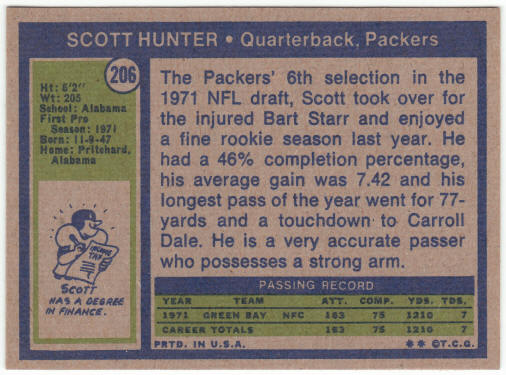 SCOTT HUNTER • Quarterback, Packers
206
Ht: 6'2"
Wt: 205
School: Alabama
First Pro
Season: 1971
Born: 11-9-47
Home: Pritchard,
Alabama
The Packers' 6th selection in the
1971 NFL draft, Scott took over for
the injured Bart Starr and enjoyed
a fine rookie season last year. He
had a 46% completion percentage,
his average gain was 7.42 and his
longest pass of the year went for 77-
yards and a touchdown to Carroll
Dale. He is a very accurate passer
who possesses a strong arm.
INCOME
TAX
SCOTT
HAS A DEGREE
IN FINANCE.
PASSING RECORD
YEAR TEAM ATT. COMP. YDS. TDS.
1971 GREEN BAY NFC 163 75 1210 7
CAREER TOTALS 163 75 1210 7
PRTD. IN U.S.A. ** ©T.C.G.